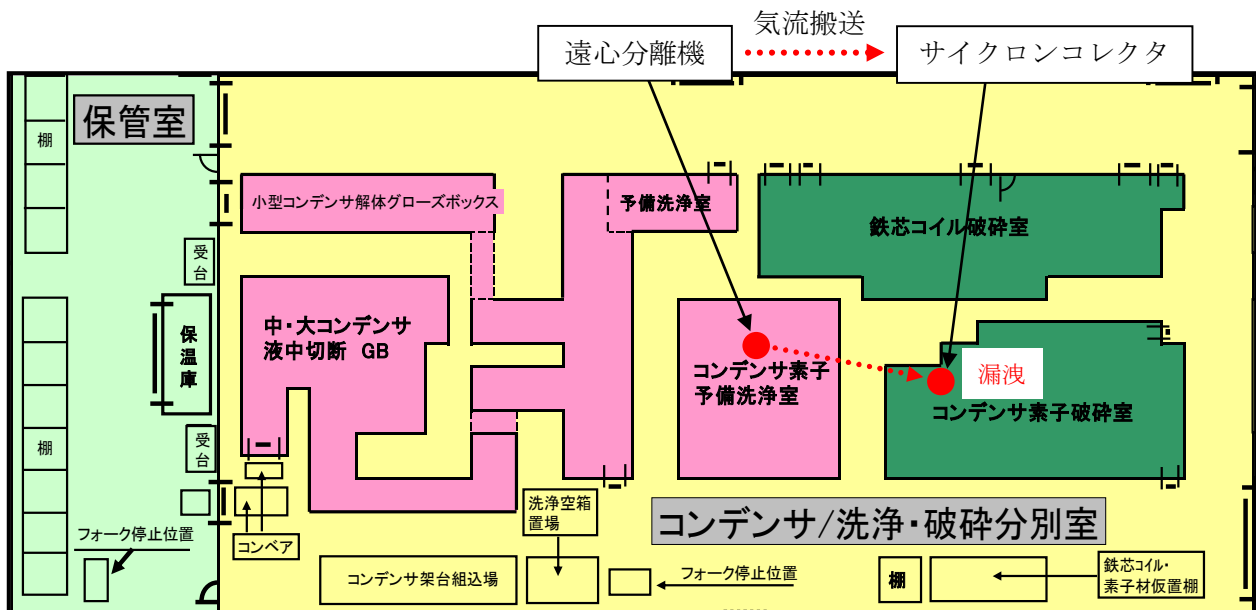 気流搬送
遠心分離機
サイクロンコレクタ
保管室
棚
小型コンデンサ解体グローズボックス
予備洗浄室
鉄芯コイル破砕室
受
台
保
温
庫
中・大コンデンサ
液中切断 GB
コンデンサ素子
予備洗浄室
漏洩
コンデンサ素子破砕室
棚
受
台
洗浄空箱
置場
コンデンサ/洗浄・破砕分別室
フォーク停止位置
コンベア
コンデンサ架台組込場
フォーク停止位置
棚
鉄芯コイル・
素子材仮置棚